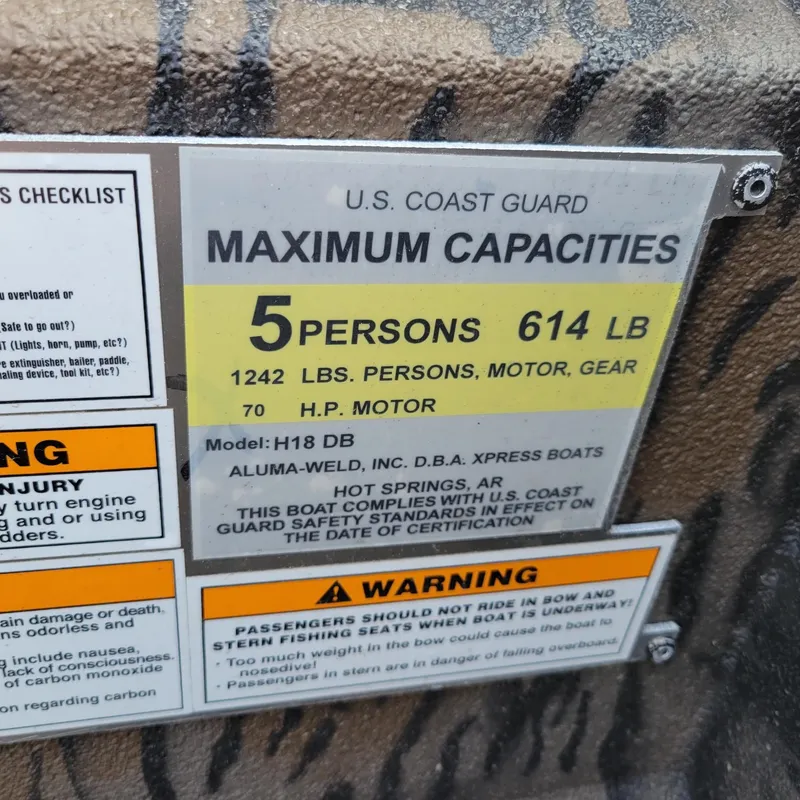 S CHECKLIST
u overloaded or
Safe to go out?)
T (Lights, horn, pump, etc?)
re extinguisher, bailer, paddle,
naling device, tool kit, etc?)
NG
NJURY
y turn engine
g and or using
dders.
ain damage or death.
ns odorless and
g include nausea,
lack of consciousness.
of carbon monoxide
on regarding carbon
U.S. COAST GUARD
MAXIMUM CAPACITIES
5 PERSONS 614 LB
1242 LBS. PERSONS, MOTOR, GEAR
70 H.P. MOTOR
Model: H18 DB
ALUMA-WELD, INC. D.B.A. XPRESS BOATS
HOT SPRINGS, AR
THIS BOAT COMPLIES WITH U.S. COAST
GUARD SAFETY STANDARDS IN EFFECT ON
THE DATE OF CERTIFICATION
WARNING
PASSENGERS SHOULD NOT RIDE IN BOW AND
STERN FISHING SEATS WHEN BOAT IS UNDERWAY!
· Too much weight in the bow could cause the boat to
nosedive!
· Passengers in stern are in danger of falling overboard.